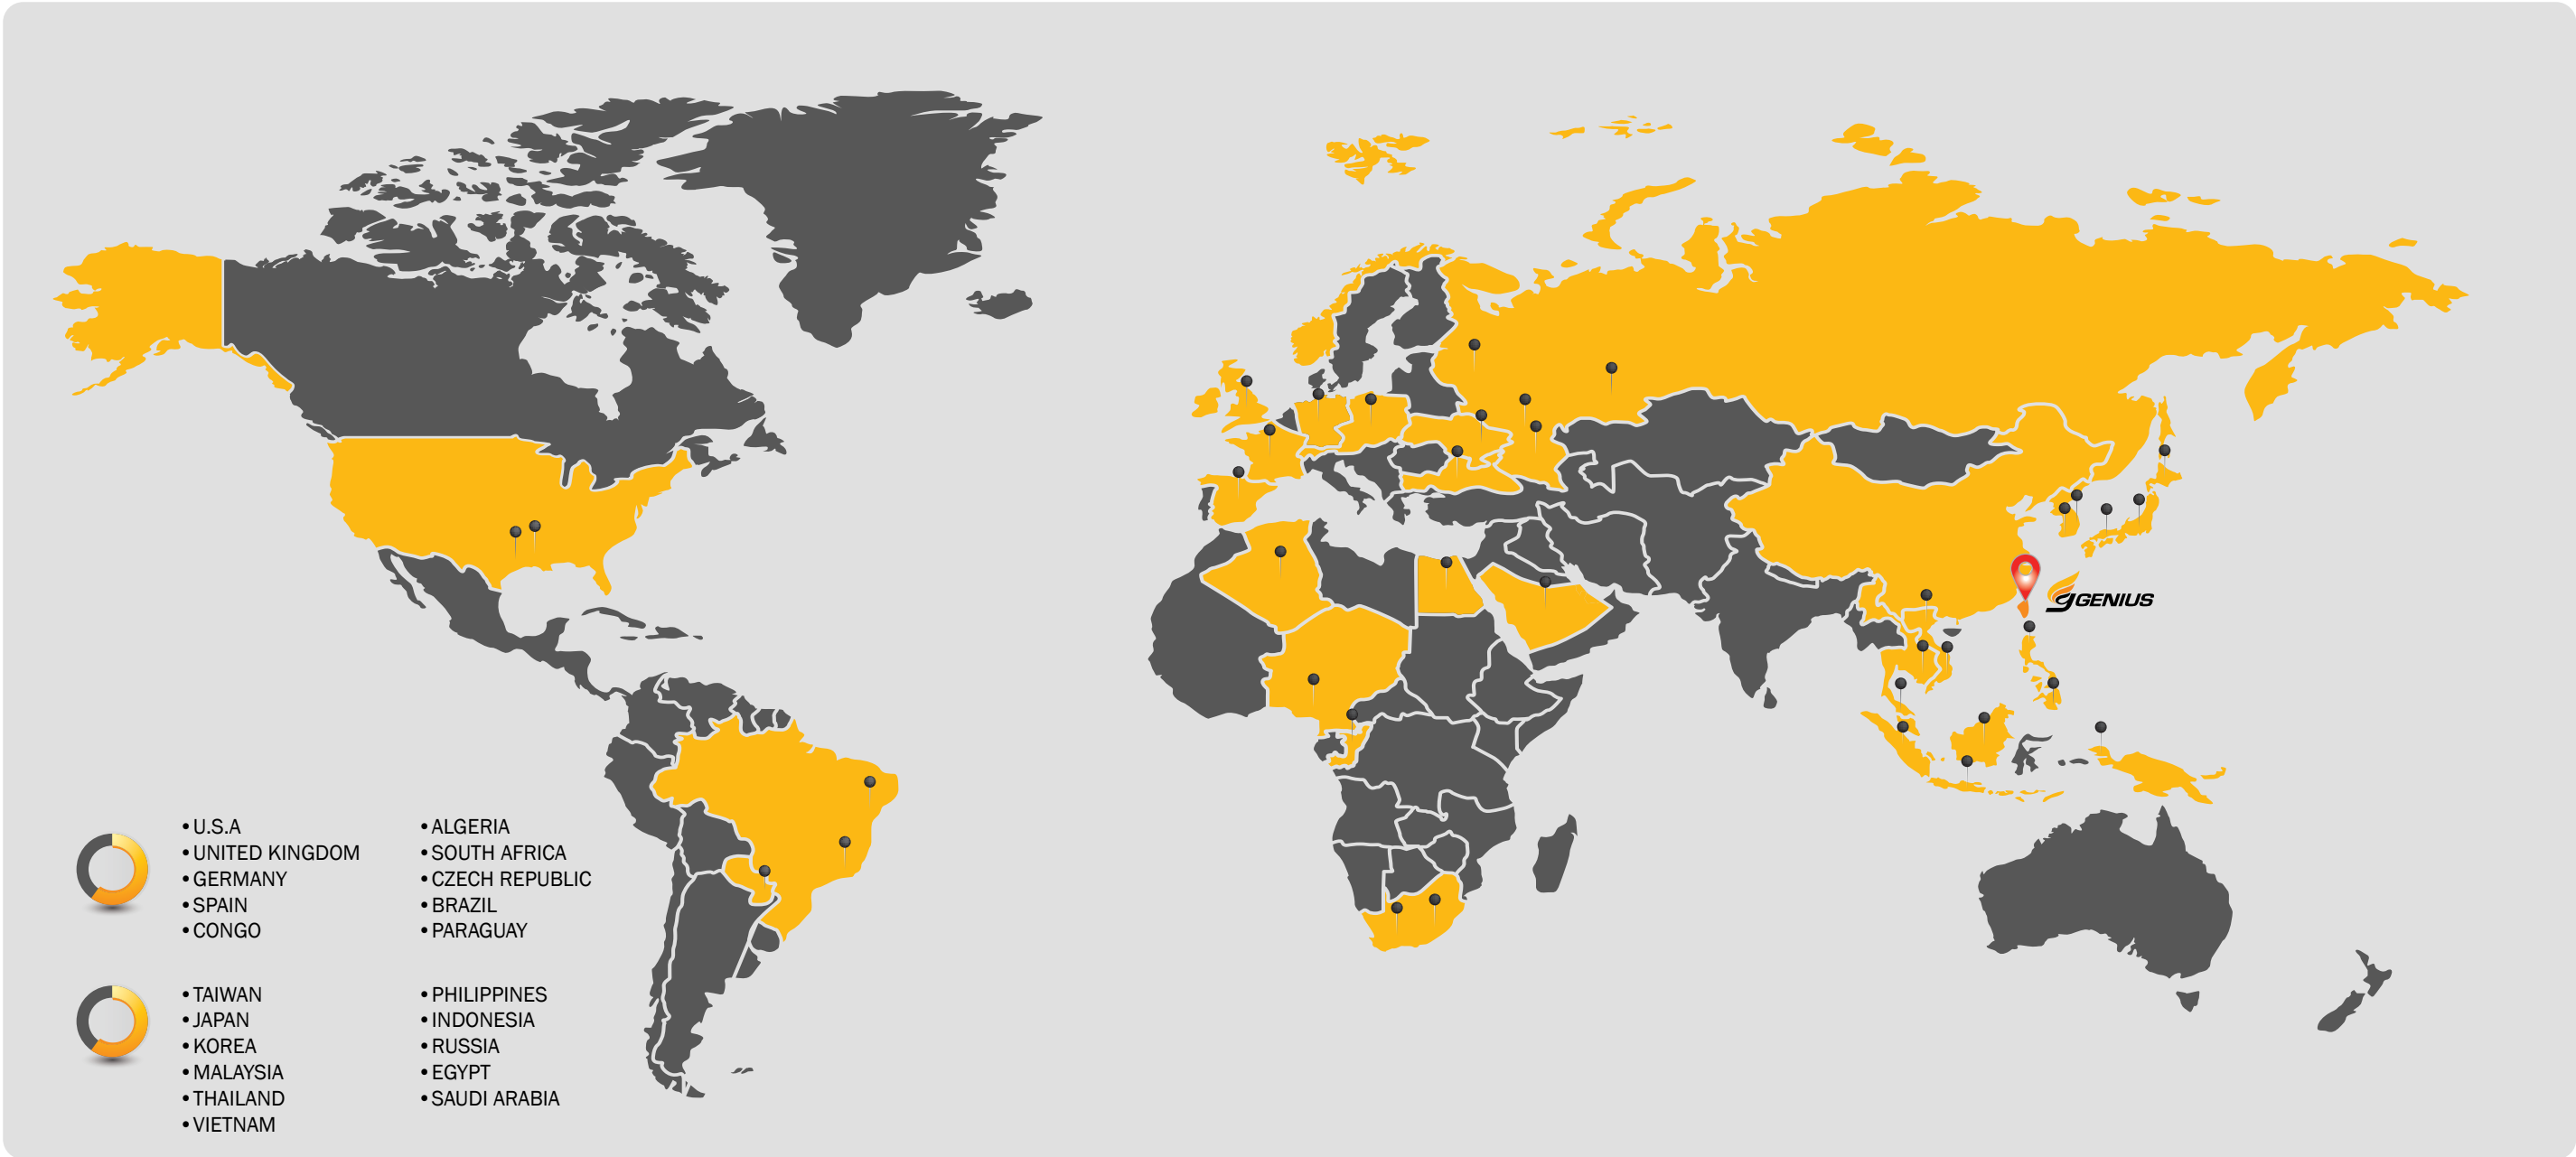 GENIUS
• U.S.A
• UNITED KINGDOM
• GERMANY
• SPAIN
• CONGO
• ALGERIA
• SOUTH AFRICA
• CZECH REPUBLIC
• BRAZIL
• PARAGUAY
• TAIWAN
• JAPAN
• KOREA
• MALAYSIA
• THAILAND
• VIETNAM
• PHILIPPINES
• INDONESIA
• RUSSIA
• EGYPT
• SAUDI ARABIA